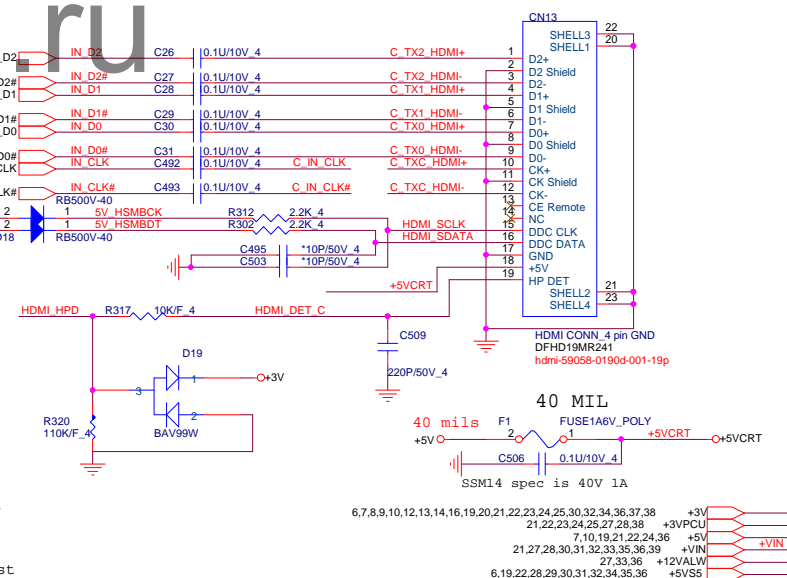 .ru
CN13
SHELL3 22
SHELL1 20
_D2 IN_D2 C26 0.1U/10V_4 C_TX2_HDMI+ 1 D2+
2 D2 Shield
D2# IN_D2# C27 0.1U/10V_4 C_TX2_HDMI- 3 D2-
_D1 IN_D1 C28 0.1U/10V_4 C_TX1_HDMI+ 4 D1+
5 D1 Shield
D1# IN_D1# C29 0.1U/10V_4 C_TX1_HDMI- 6 D1-
_D0 IN_D0 C30 0.1U/10V_4 C_TX0_HDMI+ 7 D0+
8 D0 Shield
D0# IN_D0# C31 0.1U/10V_4 C_TX0_HDMI- 9 D0-
CLK IN_CLK C492 0.1U/10V_4 C_IN_CLK C_TXC_HDMI+ 10 CK+
11 CK Shield
LK# IN_CLK# C493 0.1U/10V_4 C_IN_CLK# C_TXC_HDMI- 12 CK-
RB500V-40 13 CE Remote
14 NC
2 1 5V_HSMBCK R312 2.2K_4 HDMI_SCLK 15 DDC CLK
2 1 5V_HSMBDT R302 2.2K_4 HDMI_SDATA 16 DDC DATA
D18 RB500V-40
C495 *10P/50V_4 17 GND
C503 *10P/50V_4 18 +5V
19 HP DET
+5VCRT
SHELL2 21
SHELL4 23
HDMI_HPD R317 10K/F_4 HDMI_DET_C
HDMI CONN_4 pin GND
DFHD19MR241
hdmi-59058-0190d-001-19p
C509
220P/50V_4
D19
3 1 +3V
2
BAV99W
R320
110K/F_4
40 MIL
40 mils F1 FUSE1A6V_POLY
+5V 2 1 +5VCRT +5VCRT
C506 0.1U/10V_4
SSM14 spec is 40V 1A
6,7,8,9,10,12,13,14,16,19,20,21,22,23,24,25,30,32,34,36,37,38 +3V
21,22,23,24,25,27,28,38 +3VPCU
7,10,19,21,22,24,36 +5V
21,27,28,30,31,32,33,35,36,39 +VIN +VIN
27,33,36 +12VALW
6,19,22,28,29,30,31,32,34,35,36 +5VS5
st